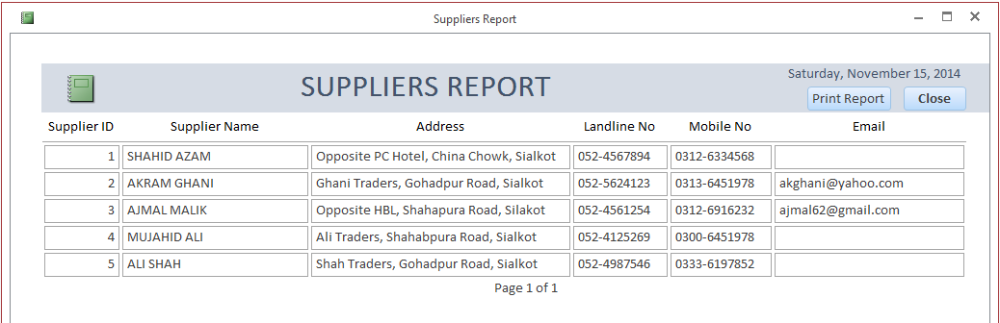 Suppliers Report
SUPPLIERS REPORT
Saturday, November 15, 2014
Print Report Close
Supplier ID Supplier Name Address Landline No Mobile No Email
1 SHAHID AZAM Opposite PC Hotel, China Chowk, Sialkot 052-4567894 0312-6334568
2 AKRAM GHANI Ghani Traders, Gohadpur Road, Sialkot 052-5624123 0313-6451978 akghani@yahoo.com
3 AJMAL MALIK Opposite HBL, Shahapura Road, Silakot 052-4561254 0312-6916232 ajmal62@gmail.com
4 MUJAHID ALI Ali Traders, Shahabpura Road, Sialkot 052-4125269 0300-6451978
5 ALI SHAH Shah Traders, Gohadpur Road, Sialkot 052-4987546 0333-6197852
Page 1 of 1